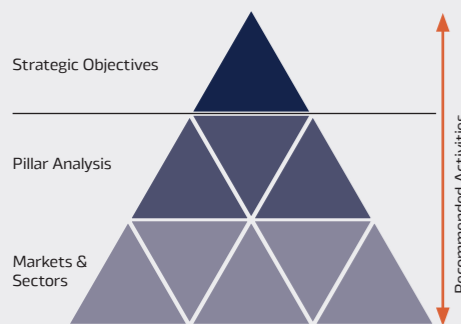 Strategic Objectives
Pillar Analysis
Markets &
Sectors
Recommended Activities